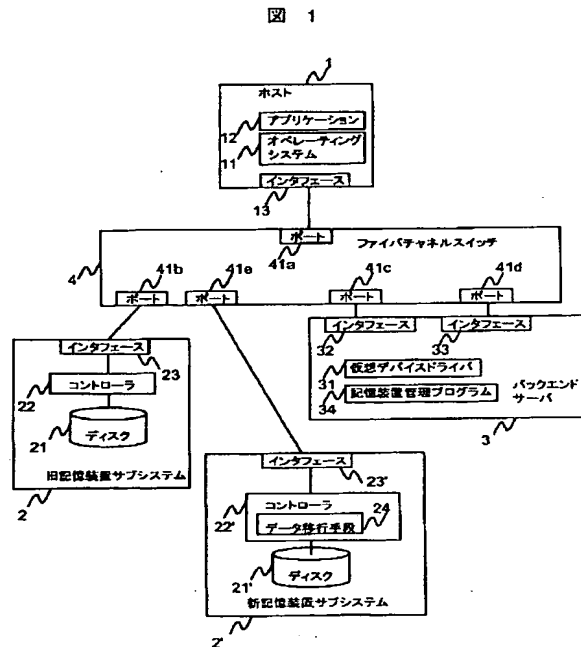 図 1
1
ホスト
12
アプリケーション
11
オペレーティング
システム
インタフェース
13
ポート
ファイバチャネルスイッチ
41a
4
41b
41e
41c
41d
ポート
ポート
ポート
ポート
インタフェース
23
22
コントローラ
21
ディスク
旧記憶装置サブシステム
2
インタフェース
インタフェース
32
33
31
仮想デバイスドライバ
34
記憶装置管理プログラム
バックエンド
サーバ
3
インタフェース
23'
コントローラ
24
22'
データ移行手段
21'
ディスク
新記憶装置サブシステム
2'